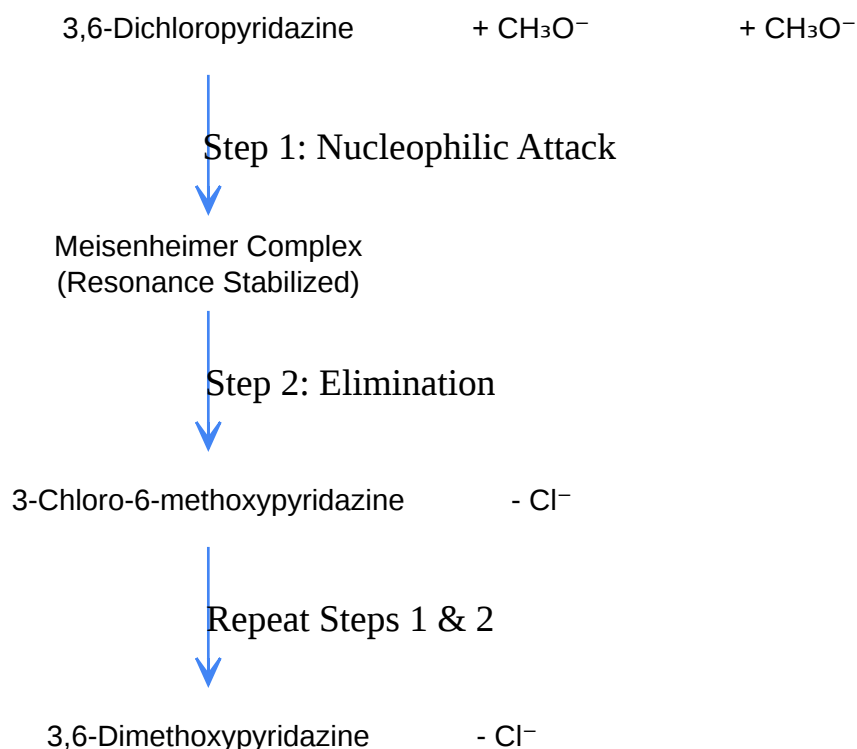 3,6-Dichloropyridazine + CH₃O⁻ + CH₃O⁻
Step 1: Nucleophilic Attack
Meisenheimer Complex
(Resonance Stabilized)
Step 2: Elimination
3-Chloro-6-methoxypyridazine - Cl⁻
Repeat Steps 1 & 2
3,6-Dimethoxypyridazine - Cl⁻